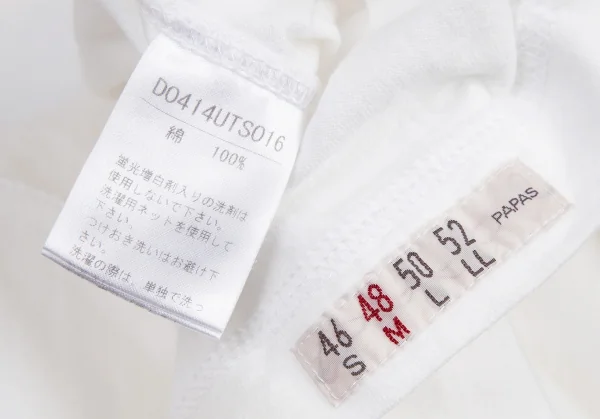 D0414UTS016
綿 100%
蛍光増白剤入りの洗剤は
使用しないで下さい。
洗濯用ネットを使用して
下さい。
つけおき洗いはお避け下
さい。
洗濯の際は、単独で洗っ
46 48 50 52 PAPAS
S M L LL